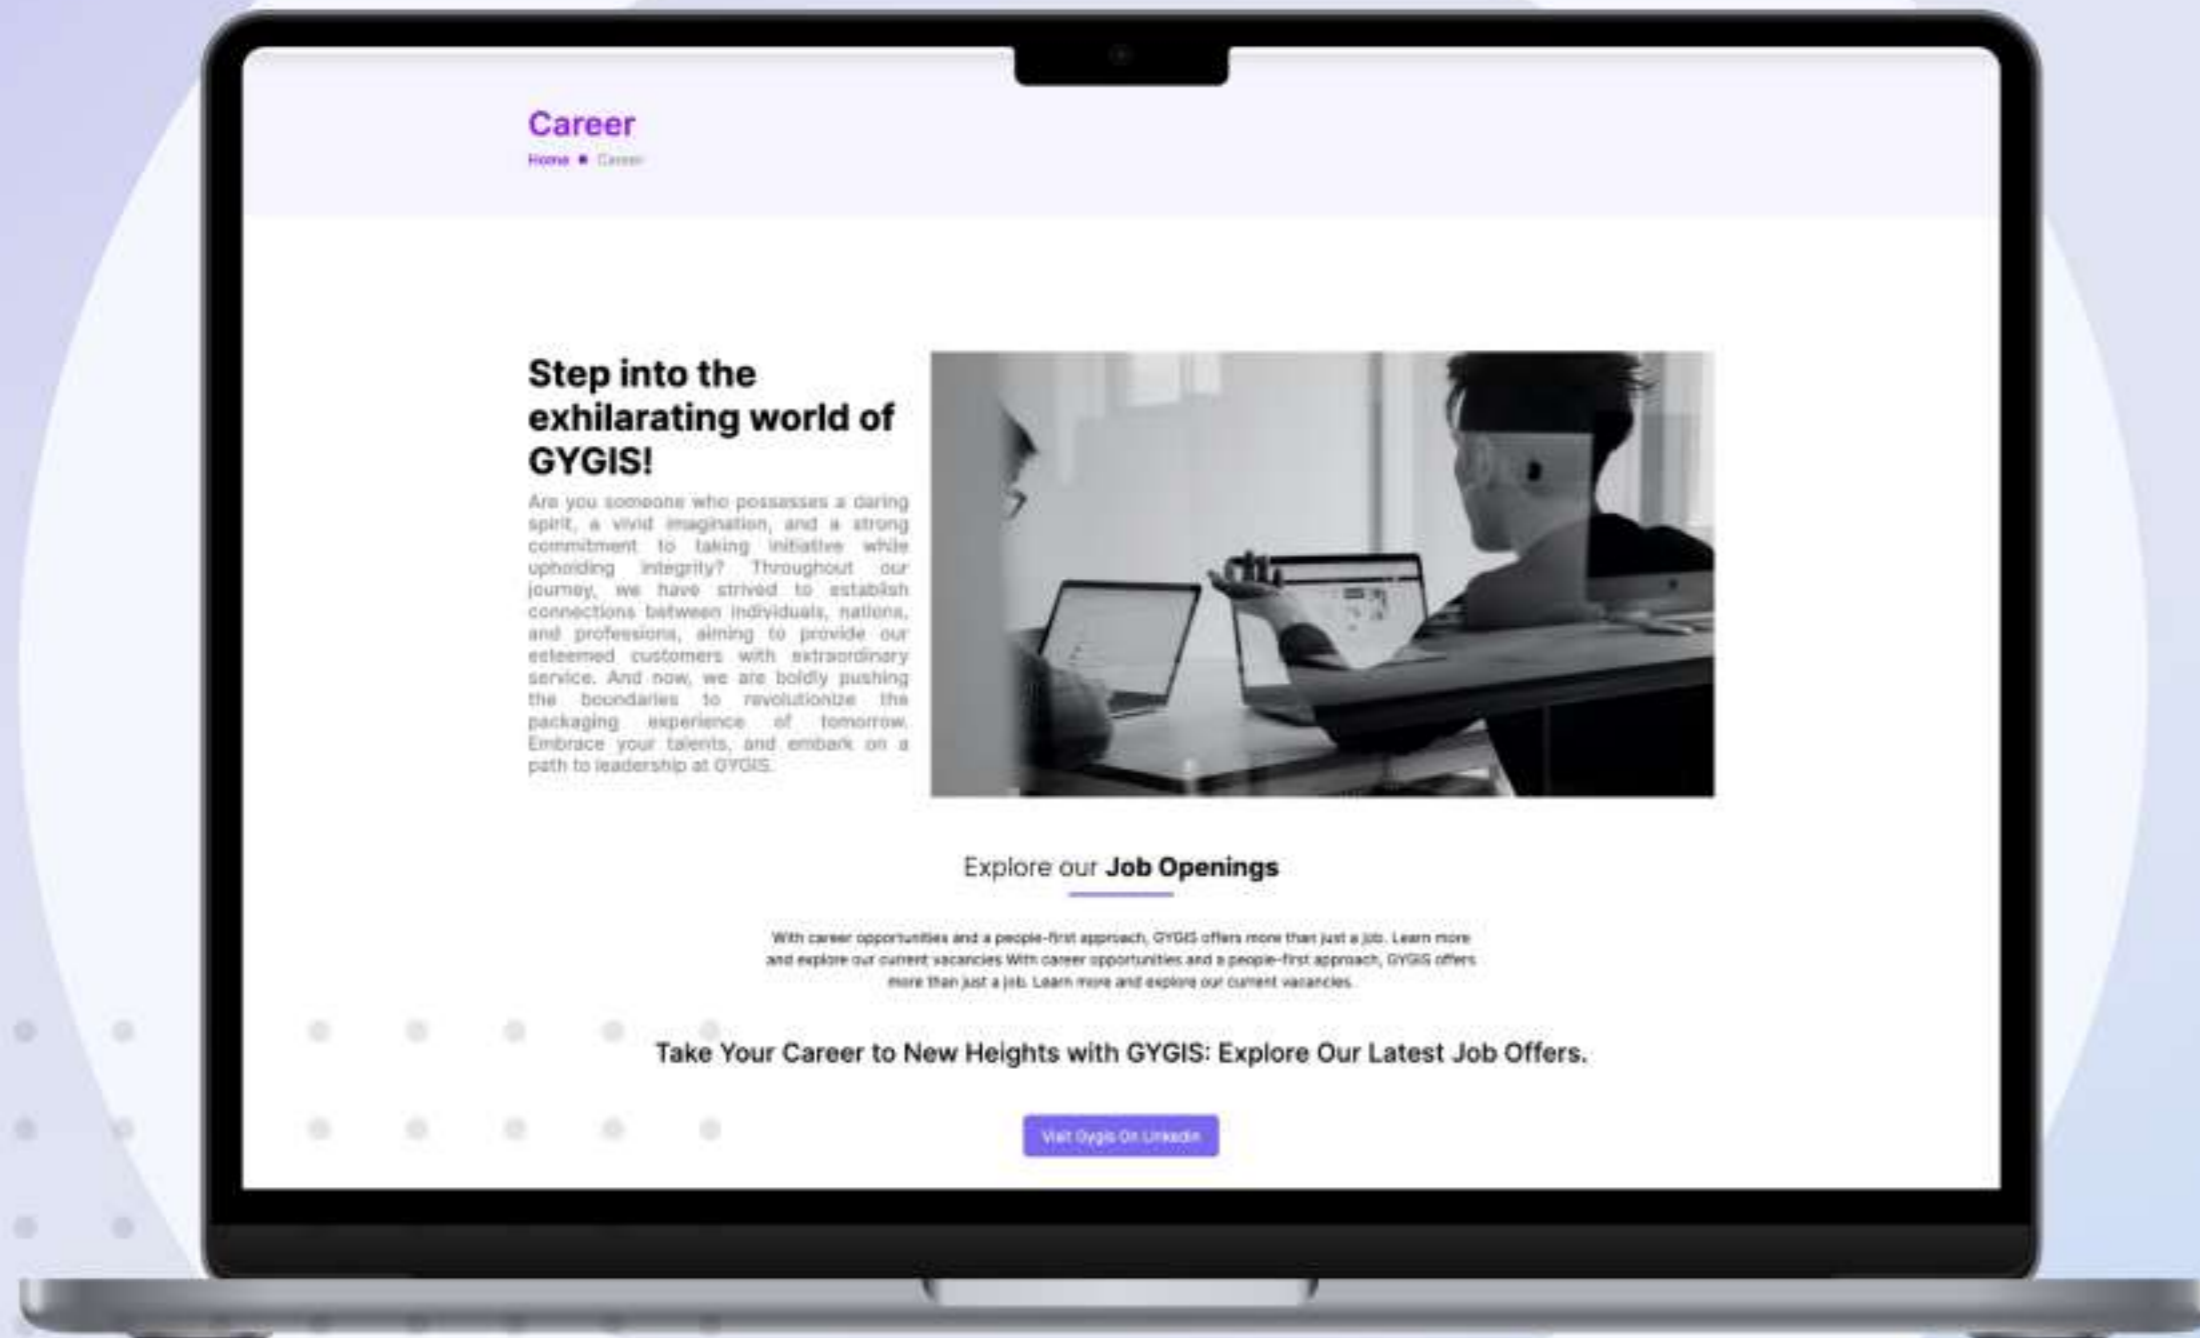 Career
Home • Career
Step into the
exhilarating world of
GYGIS!
Are you someone who possasses a daring
spirit, a vivid imagination, and a strong
commitment to taking initiative while
upholding integrity? Throughout our
journey, we have strived to establish
connections between individuals, nations,
and professions, aiming to provide our
esteemed customers with extraordinary
service. And now, we are boldly pushing
the boundaries to revolutionize the
packaging experience of tomorrow.
Embrace your talents, and embark on a
path to leadership at GYGIS.
Explore our Job Openings
With career opportunities and a people-first approach, GYGIS offers more than just a job. Learn more
and explore our current vacancies With career opportunities and a people-first approach, GYGIS offers
more than just a job. Learn more and explore our current vacancies.
Take Your Career to New Heights with GYGIS: Explore Our Latest Job Offers.
Visit Gygis On Linkedin